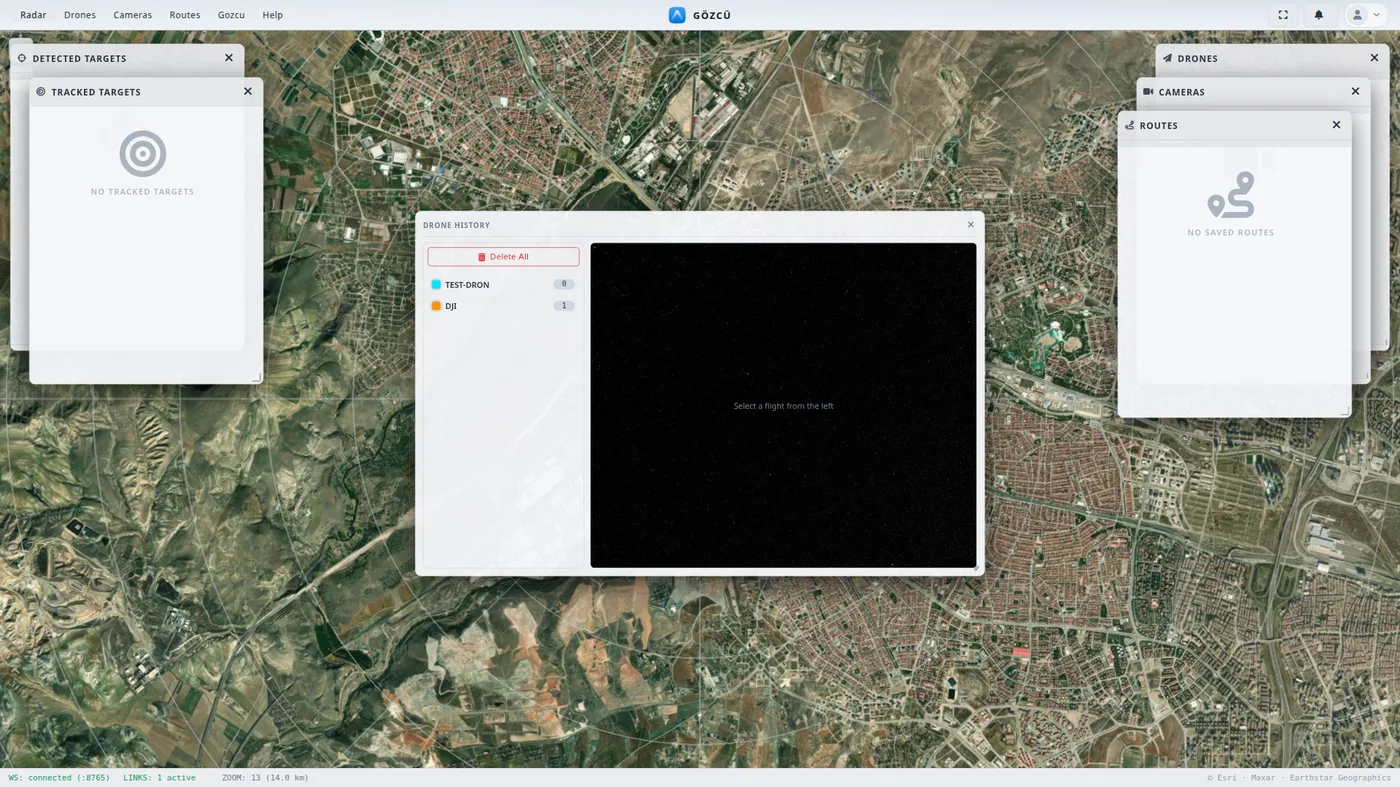 Radar Drones Cameras Routes Gozcu Help
GÖZCÜ
DETECTED TARGETS
TRACKED TARGETS
NO TRACKED TARGETS
DRONES
CAMERAS
ROUTES
NO SAVED ROUTES
DRONE HISTORY
Delete All
TEST-DRON 0
DJI 1
Select a flight from the left
WS: connected (:8765) LINKS: 1 active ZOOM: 13 (14.0 km)
© Esri · Maxar · Earthstar Geographics